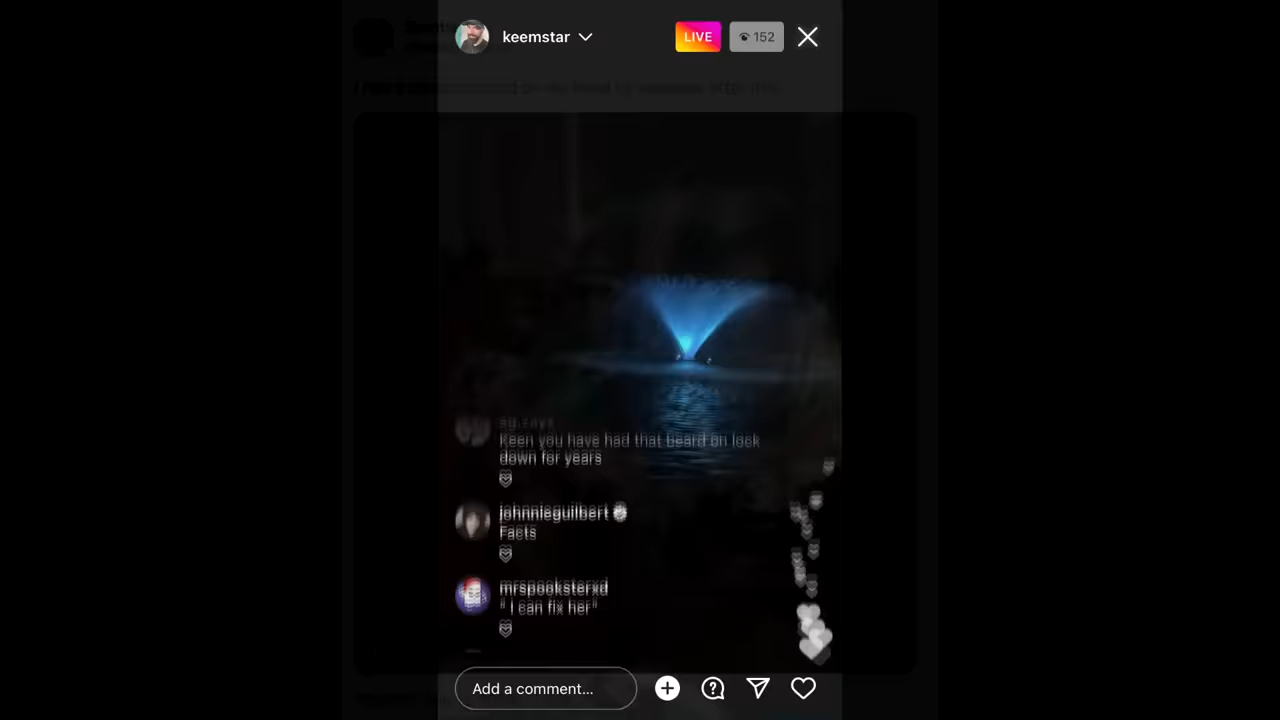 keemstar
LIVE
152
Keen you have had that beard on lock
down for years
johnnieguilbert
Facts
mrspooksterxd
" I can fix her"
Add a comment...